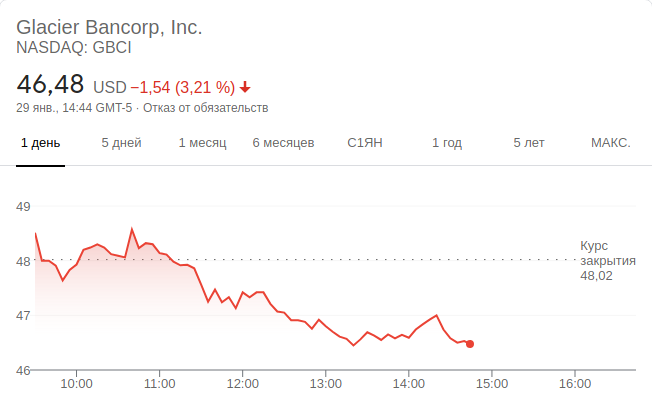 Glacier Bancorp, Inc.
NASDAQ: GBCI
46,48 USD −1,54 (3,21 %)
29 янв., 14:44 GMT-5 · Отказ от обязательств
1 день 5 дней 1 месяц 6 месяцев С1ЯН 1 год 5 лет МАКС.
49
48
47
46
Курс
закрытия
48,02
10:00 11:00 12:00 13:00 14:00 15:00 16:00